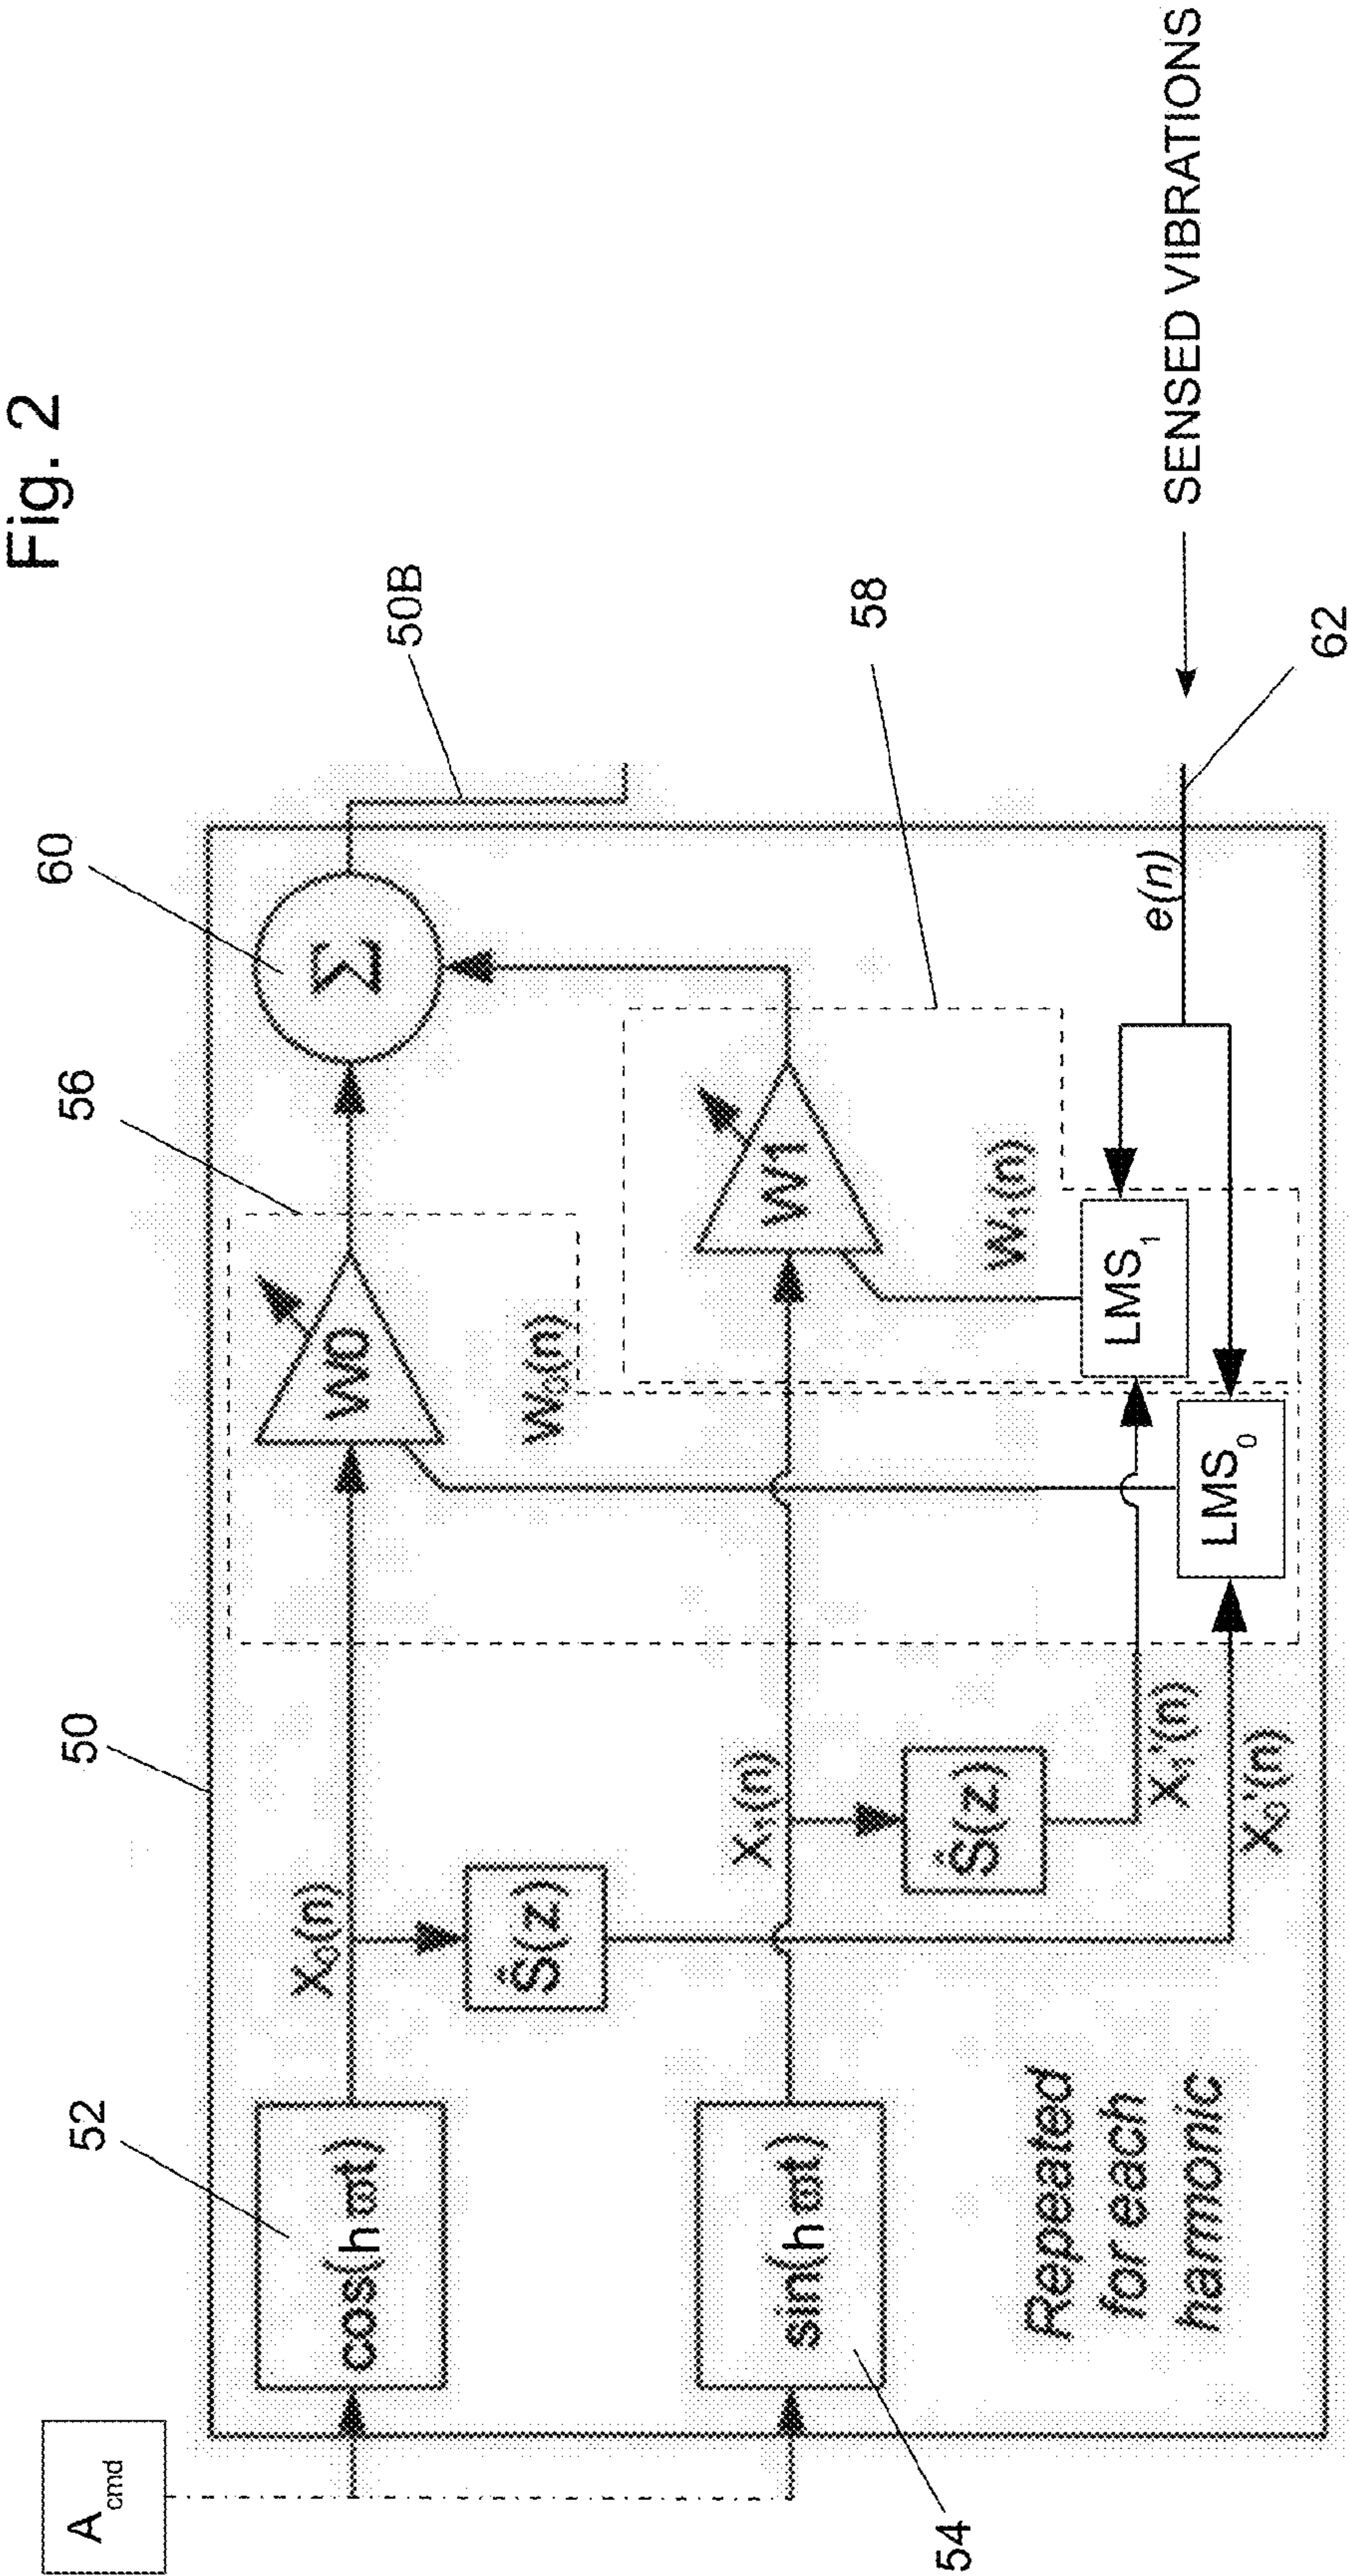 Fig. 2
A cmd
50
52
cos(hωt)
X₀(n)
Ŝ(z)
W0
W₀(n)
56
60
Σ
50B
54
sin(hωt)
X₁(n)
Ŝ(z)
W1
W₁(n)
58
X₁'(n)
X₀'(n)
LMS₁
LMS₀
e(n)
62
SENSED VIBRATIONS
Repeated
for each
harmonic